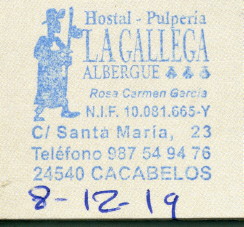 Hostal - Pulpería
LA GALLEGA
ALBERGUE
Rosa Carmen García
N.I.F. 10.081.665-Y
C/ Santa María, 23
Teléfono 987 54 94 76
24540 CACABELOS
8-12-19